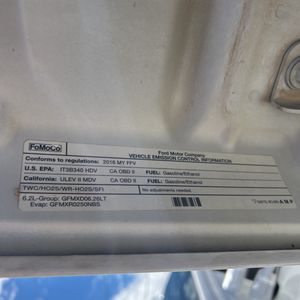 FoMoCo
Ford Motor Company
VEHICLE EMISSION CONTROL INFORMATION
Conforms to regulations: 2016 MY FFV
U.S. EPA: IT3B340 HDV CA OBD II FUEL: Gasoline/Ethanol
California: ULEV II MDV CA OBD II FUEL: Gasoline/Ethanol
TWC/HO2S/WR-HO2S/SFI No adjustments needed.
6.2L-Group: GFMXD06.26LT
Evap: GFMXR0250NBS